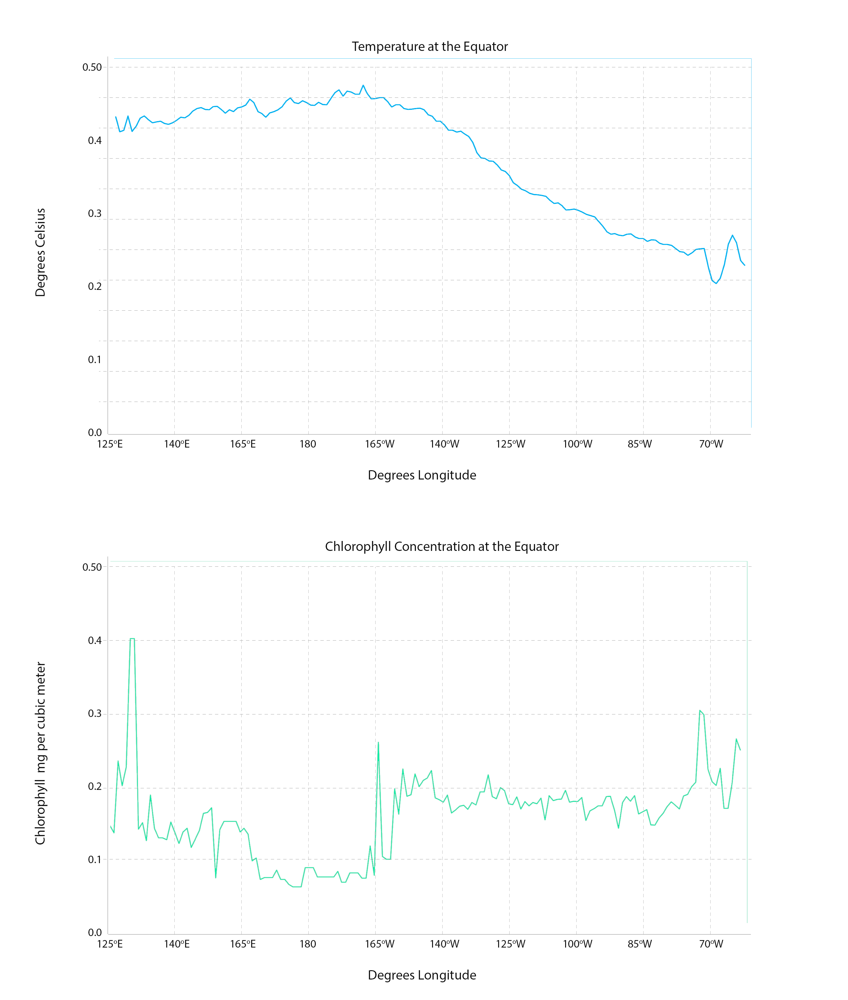 Temperature at the Equator
0.50
0.4
0.3
0.2
0.1
0.0
Degrees Celsius
125ºE 140ºE 165ºE 180 165ºW 140ºW 125ºW 100ºW 85ºW 70ºW
Degrees Longitude
Chlorophyll Concentration at the Equator
0.50
0.4
0.3
0.2
0.1
0.0
Chlorophyll mg per cubic meter
125ºE 140ºE 165ºE 180 165ºW 140ºW 125ºW 100ºW 85ºW 70ºW
Degrees Longitude